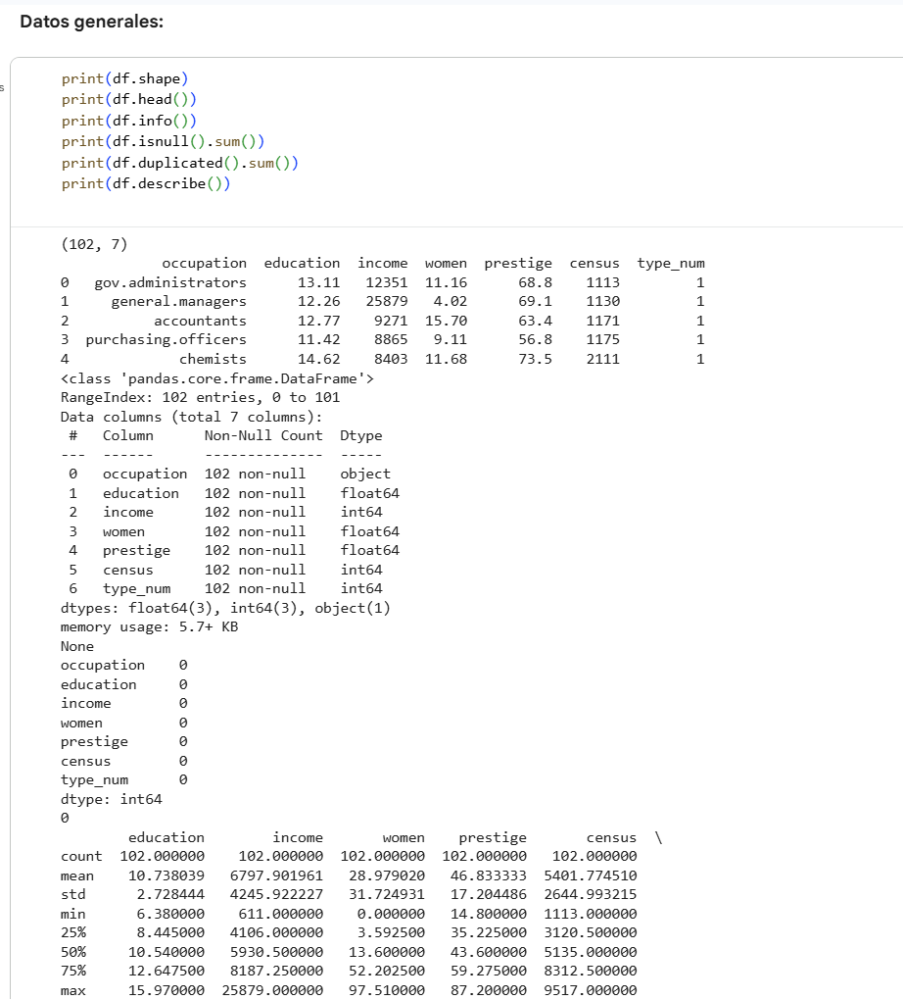 Datos generales:
s
print(df.shape)
print(df.head())
print(df.info())
print(df.isnull().sum())
print(df.duplicated().sum())
print(df.describe())
(102, 7)
            occupation  education  income  women  prestige  census  type_num
0   gov.administrators      13.11   12351  11.16      68.8    1113         1
1     general.managers      12.26   25879   4.02      69.1    1130         1
2          accountants      12.77    9271  15.70      63.4    1171         1
3  purchasing.officers      11.42    8865   9.11      56.8    1175         1
4             chemists      14.62    8403  11.68      73.5    2111         1
<class 'pandas.core.frame.DataFrame'>
RangeIndex: 102 entries, 0 to 101
Data columns (total 7 columns):
 #   Column      Non-Null Count  Dtype
---  ------      --------------  -----
 0   occupation  102 non-null    object
 1   education   102 non-null    float64
 2   income      102 non-null    int64
 3   women       102 non-null    float64
 4   prestige    102 non-null    float64
 5   census      102 non-null    int64
 6   type_num    102 non-null    int64
dtypes: float64(3), int64(3), object(1)
memory usage: 5.7+ KB
None
occupation    0
education     0
income        0
women         0
prestige      0
census        0
type_num      0
dtype: int64
0
        education        income       women    prestige       census  \
count  102.000000    102.000000  102.000000  102.000000   102.000000
mean    10.738039   6797.901961   28.979020   46.833333  5401.774510
std      2.728444   4245.922227   31.724931   17.204486  2644.993215
min      6.380000    611.000000    0.000000   14.800000  1113.000000
25%      8.445000   4106.000000    3.592500   35.225000  3120.500000
50%     10.540000   5930.500000   13.600000   43.600000  5135.000000
75%     12.647500   8187.250000   52.202500   59.275000  8312.500000
max     15.970000  25879.000000   97.510000   87.200000  9517.000000